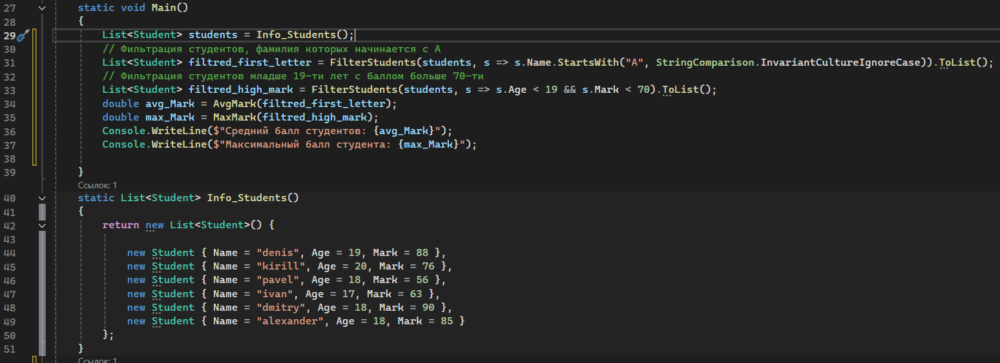 27 static void Main()
28 {
29 List<Student> students = Info_Students();
30 // Фильтрация студентов, фамилия которых начинается с А
31 List<Student> filtred_first_letter = FilterStudents(students, s => s.Name.StartsWith("A", StringComparison.InvariantCultureIgnoreCase)).ToList();
32 // Фильтрация студентов младше 19-ти лет с баллом больше 70-ти
33 List<Student> filtred_high_mark = FilterStudents(students, s => s.Age < 19 && s.Mark < 70).ToList();
34 double avg_Mark = AvgMark(filtred_first_letter);
35 double max_Mark = MaxMark(filtred_high_mark);
36 Console.WriteLine($"Средний балл студентов: {avg_Mark}");
37 Console.WriteLine($"Максимальный балл студента: {max_Mark}");
38
39 }
Ссылок: 1
40 static List<Student> Info_Students()
41 {
42 return new List<Student>() {
43
44 new Student { Name = "denis", Age = 19, Mark = 88 },
45 new Student { Name = "kirill", Age = 20, Mark = 76 },
46 new Student { Name = "pavel", Age = 18, Mark = 56 },
47 new Student { Name = "ivan", Age = 17, Mark = 63 },
48 new Student { Name = "dmitry", Age = 18, Mark = 90 },
49 new Student { Name = "alexander", Age = 18, Mark = 85 }
50 };
51 }
Ссылок: 1